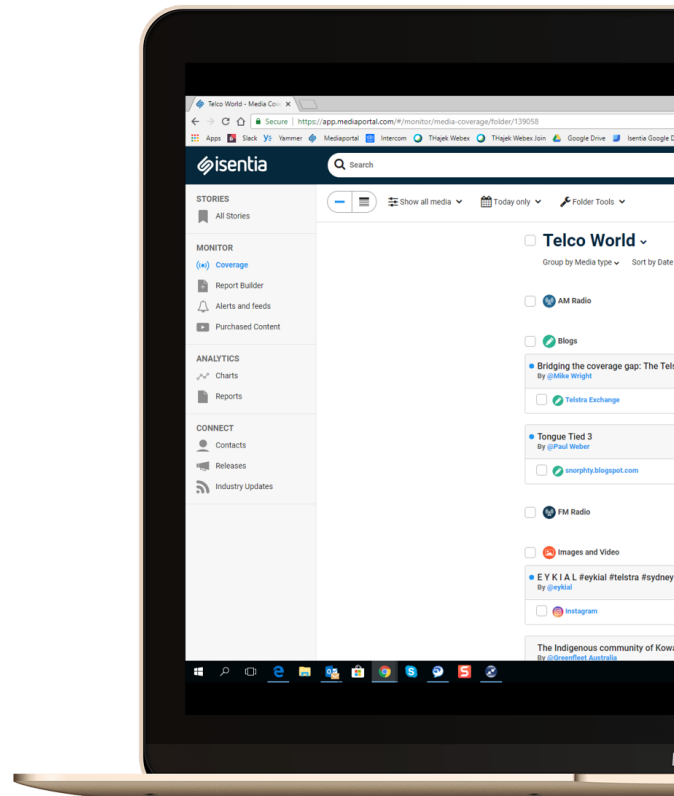 Telco World - Media Cov
Secure | https://app.mediaportal.com/#/monitor/media-coverage/folder/139058
Apps Slack Yammer Mediaportal Intercom THajek Webex THajek Webex Join Google Drive Isentia Google D
isentia
Search
STORIES
All Stories
Show all media
Today only
Folder Tools
MONITOR
Coverage
Report Builder
Alerts and feeds
Purchased Content
ANALYTICS
Charts
Reports
CONNECT
Contacts
Releases
Industry Updates
Telco World
Group by Media type Sort by Date
AM Radio
Blogs
Bridging the coverage gap: The Tels
By @Mike Wright
Telstra Exchange
Tongue Tied 3
By @Paul Weber
snorphty.blogspot.com
FM Radio
Images and Video
E Y K I A L #eykial #telstra #sydney
By @eykial
Instagram
The Indigenous community of Kowa
By @Greenfleet Australia